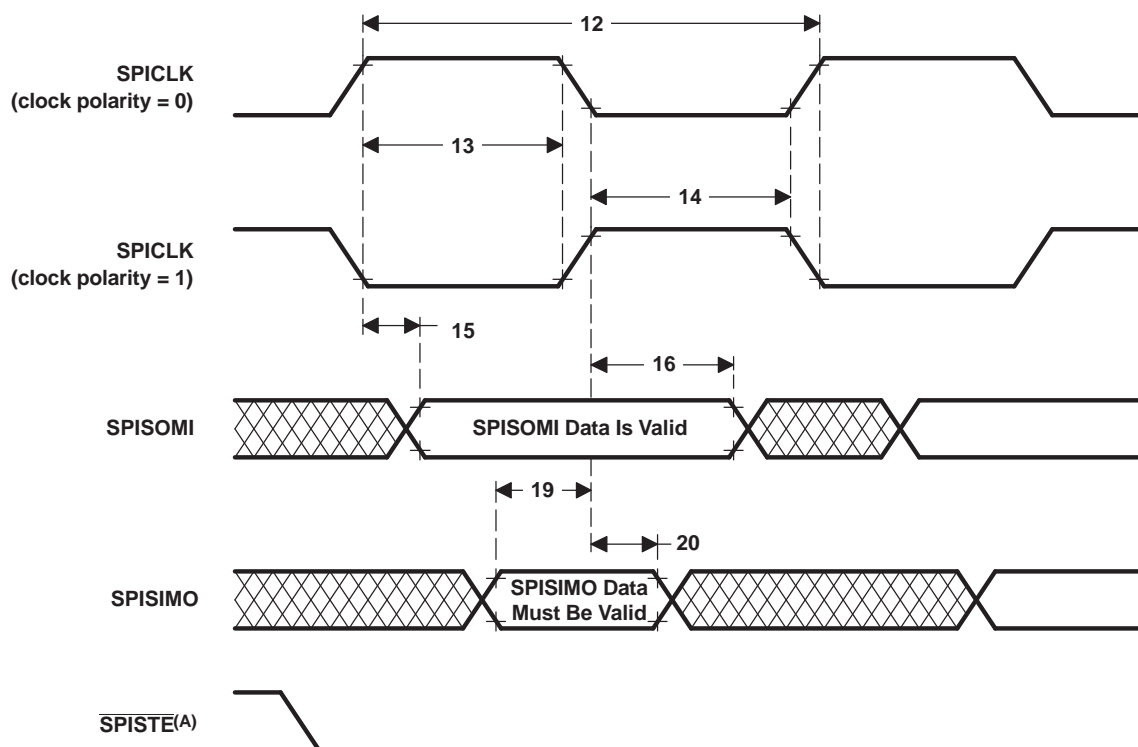 12
SPICLK
(clock polarity = 0)
13
14
SPICLK
(clock polarity = 1)
15
16
SPISOMI
SPISOMI Data Is Valid
19
20
SPISIMO
SPISIMO Data
Must Be Valid
SPISTE(A)